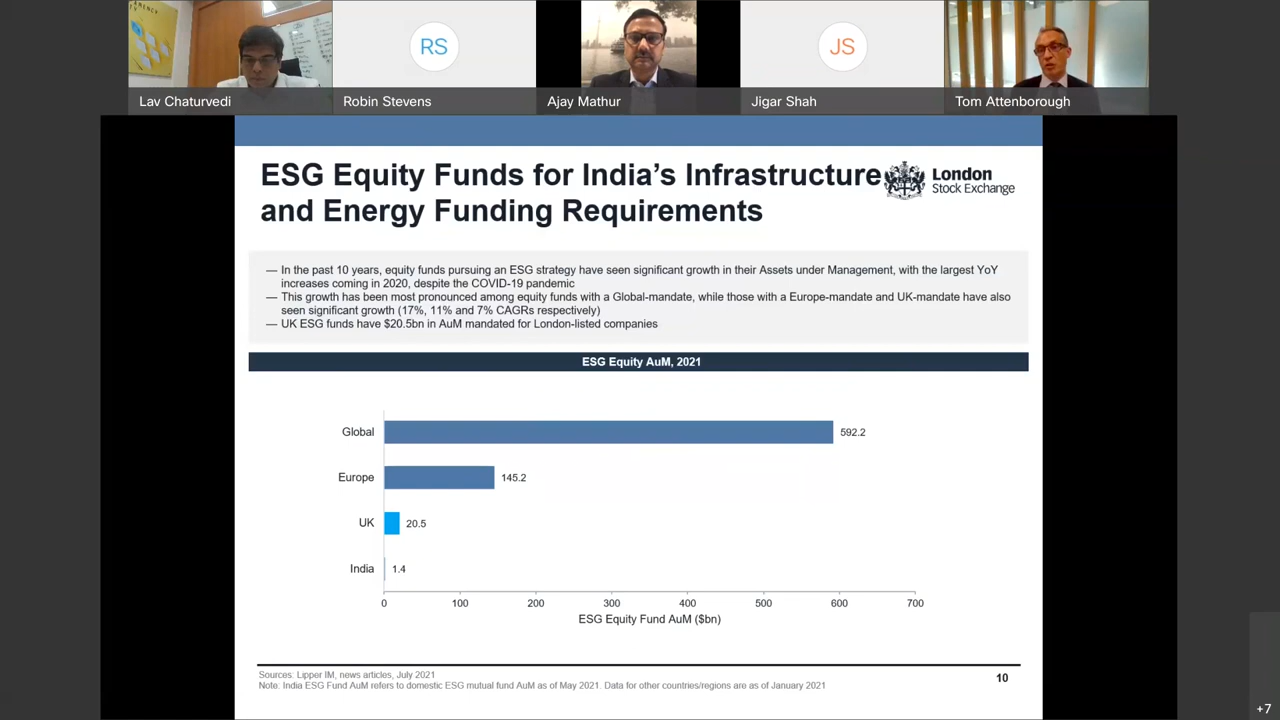 Lav Chaturvedi
RS
Robin Stevens
Ajay Mathur
JS
Jigar Shah
Tom Attenborough
ESG Equity Funds for India’s Infrastructure
and Energy Funding Requirements
London
Stock Exchange
— In the past 10 years, equity funds pursuing an ESG strategy have seen significant growth in their Assets under Management, with the largest YoY
increases coming in 2020, despite the COVID-19 pandemic
— This growth has been most pronounced among equity funds with a Global-mandate, while those with a Europe-mandate and UK-mandate have also
seen significant growth (17%, 11% and 7% CAGRs respectively)
— UK ESG funds have $20.5bn in AuM mandated for London-listed companies
ESG Equity AuM, 2021
Global 592.2
Europe 145.2
UK 20.5
India 1.4
0 100 200 300 400 500 600 700
ESG Equity Fund AuM ($bn)
Sources: Lipper IM, news articles, July 2021
Note: India ESG Fund AuM refers to domestic ESG mutual fund AuM as of May 2021. Data for other countries/regions are as of January 2021
10
+7